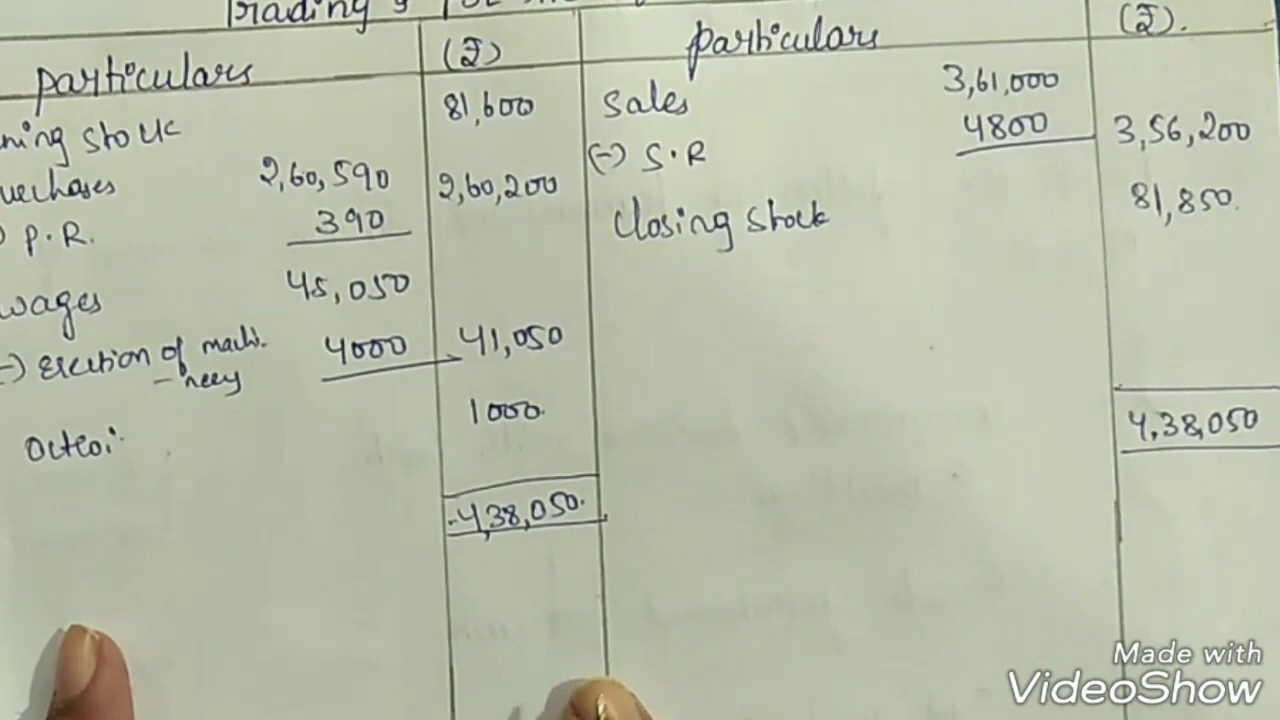 Trading &
particulars (₹) particulars (₹).
ning stock 81,600 Sales 3,61,000
(-) S.R 4800 3,56,200
urchases 2,60,590 2,60,200
) P.R. 390 Closing stock 81,850.
wages 45,050
-) Erection of machi. 4000 41,050
-nery
Octroi 1000.
4,38,050
4,38,050.
Made with
VideoShow